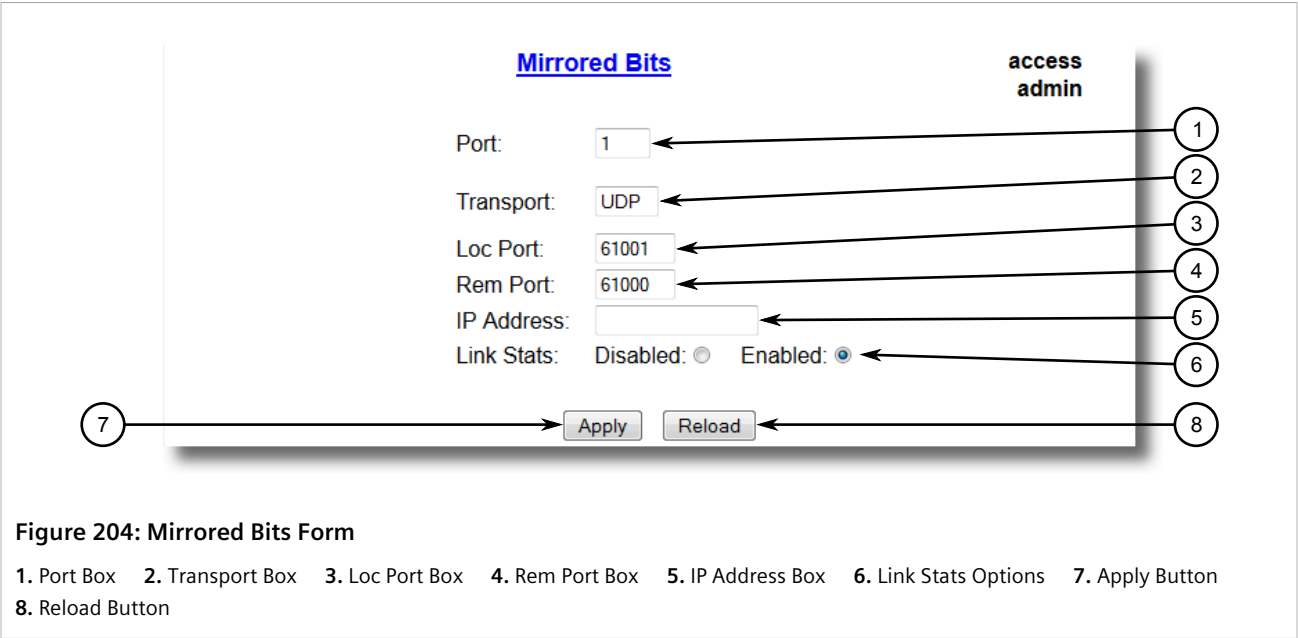 Mirrored Bits
access
admin
Port: 1
1
Transport: UDP
2
Loc Port: 61001
3
Rem Port: 61000
4
IP Address:
5
Link Stats: Disabled: Enabled:
6
7
Apply Reload
8
Figure 204: Mirrored Bits Form
1. Port Box 2. Transport Box 3. Loc Port Box 4. Rem Port Box 5. IP Address Box 6. Link Stats Options 7. Apply Button
8. Reload Button